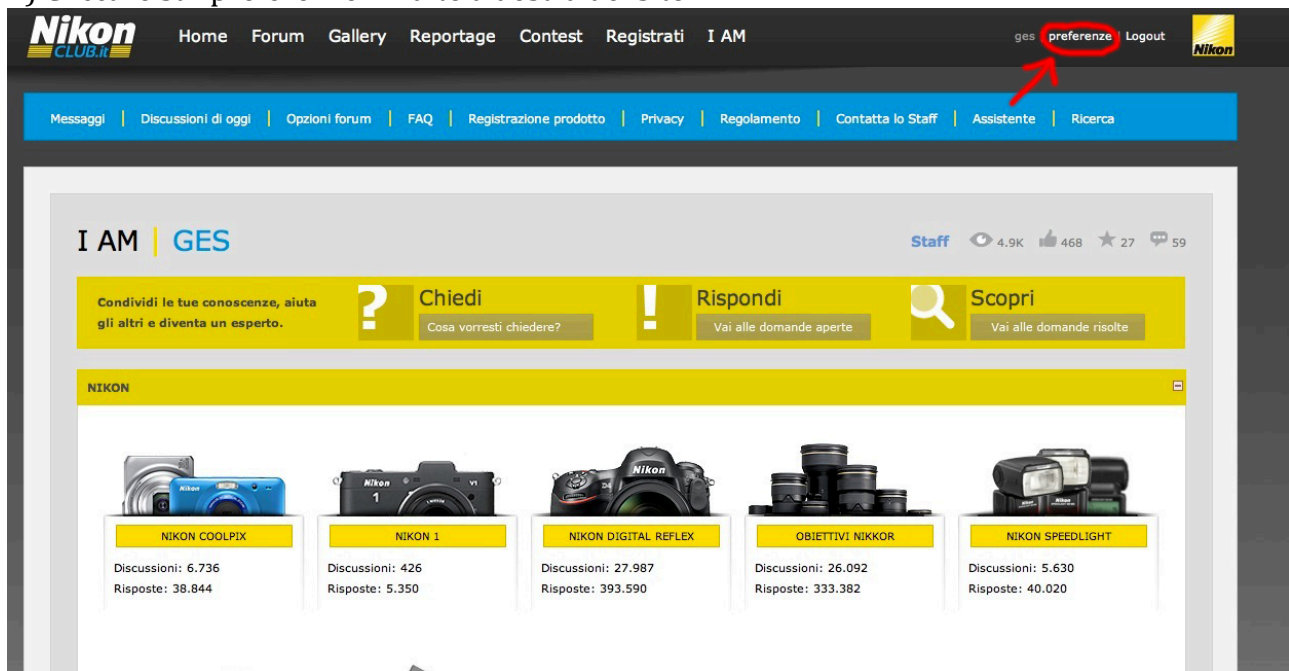 Nikon
CLUB.it
Home Forum Gallery Reportage Contest Registrati I AM
ges preferenze | Logout
Nikon
Messaggi | Discussioni di oggi | Opzioni forum | FAQ | Registrazione prodotto | Privacy | Regolamento | Contatta lo Staff | Assistente | Ricerca
I AM | GES
Staff 4.9K 468 27 59
Condividi le tue conoscenze, aiuta
gli altri e diventa un esperto.
? Chiedi
Cosa vorresti chiedere?
! Rispondi
Vai alle domande aperte
Scopri
Vai alle domande risolte
NIKON
NIKON COOLPIX
Discussioni: 6.736
Risposte: 38.844
NIKON 1
Discussioni: 426
Risposte: 5.350
NIKON DIGITAL REFLEX
Discussioni: 27.987
Risposte: 393.590
OBIETTIVI NIKKOR
Discussioni: 26.092
Risposte: 333.382
NIKON SPEEDLIGHT
Discussioni: 5.630
Risposte: 40.020